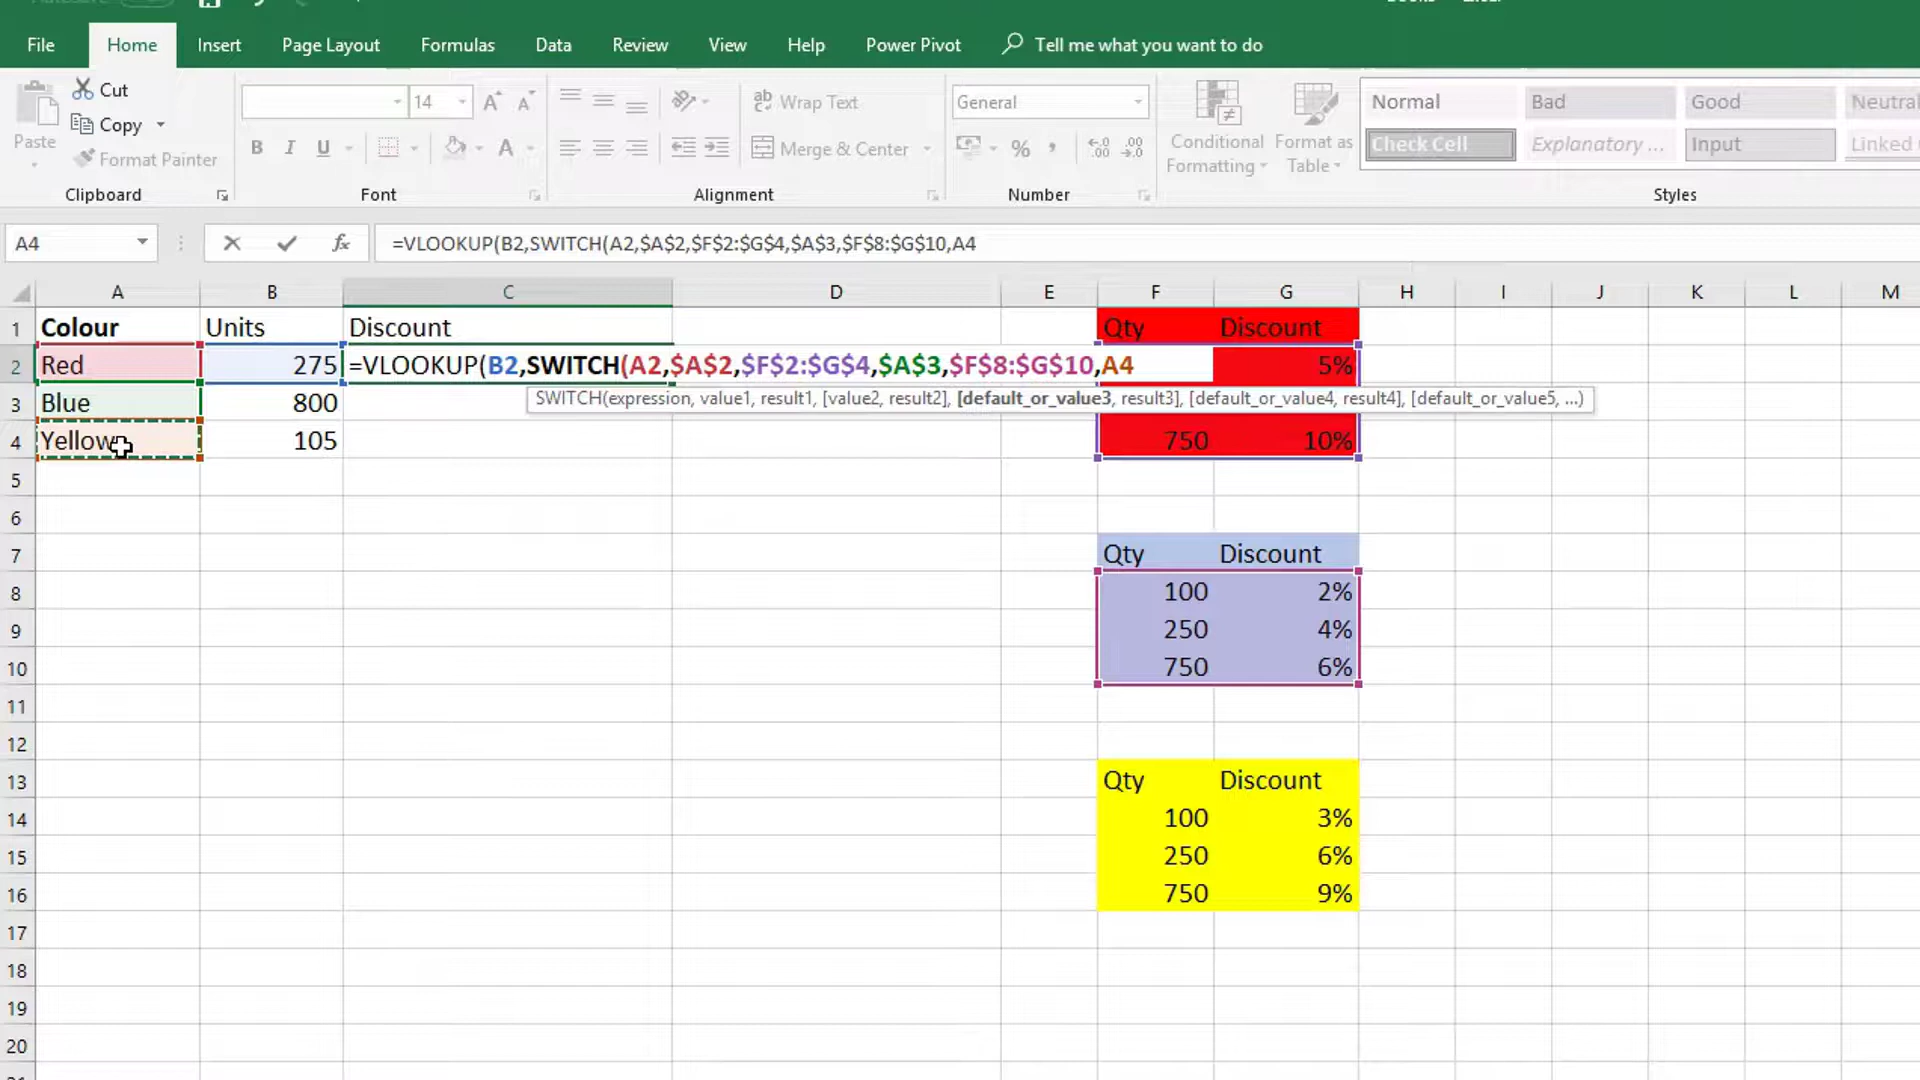 File Home Insert Page Layout Formulas Data Review View Help Power Pivot Tell me what you want to do
Cut
Copy
Format Painter
Paste
Clipboard
14
B I U
Font
Wrap Text
Merge & Center
Alignment
General
%
Number
Conditional Formatting
Format as Table
Normal Bad Good Neutral
Check Cell Explanatory ... Input Linked
Styles
A4 fx =VLOOKUP(B2,SWITCH(A2,$A$2,$F$2:$G$4,$A$3,$F$8:$G$10,A4
A B C D E F G H I J K L M
1 Colour Units Discount Qty Discount
2 Red 275 =VLOOKUP(B2,SWITCH(A2,$A$2,$F$2:$G$4,$A$3,$F$8:$G$10,A4 5%
SWITCH(expression, value1, result1, [value2, result2], [default_or_value3, result3], [default_or_value4, result4], [default_or_value5, ...)
3 Blue 800
4 Yellow 105 750 10%
5
6
7 Qty Discount
8 100 2%
9 250 4%
10 750 6%
11
12
13 Qty Discount
14 100 3%
15 250 6%
16 750 9%
17
18
19
20